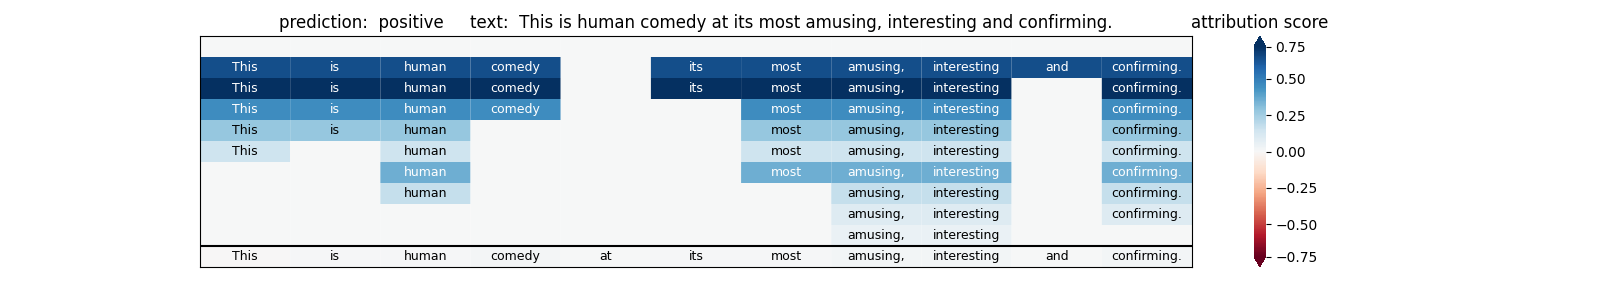 prediction: positive text: This is human comedy at its most amusing, interesting and confirming. attribution score
This is human comedy its most amusing, interesting and confirming.
This is human comedy its most amusing, interesting confirming.
This is human comedy most amusing, interesting confirming.
This is human most amusing, interesting confirming.
This human most amusing, interesting confirming.
human most amusing, interesting confirming.
human amusing, interesting confirming.
amusing, interesting confirming.
amusing, interesting
This is human comedy at its most amusing, interesting and confirming.
0.75
0.50
0.25
0.00
−0.25
−0.50
−0.75